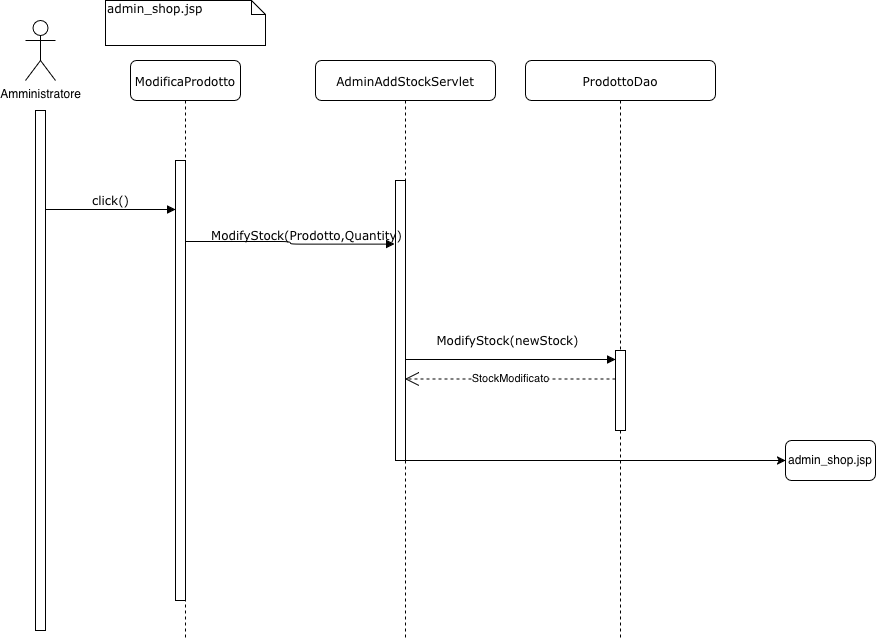 admin_shop.jsp
Amministratore
ModificaProdotto
AdminAddStockServlet
ProdottoDao
click()
ModifyStock(Prodotto,Quantity)
ModifyStock(newStock)
StockModificato
admin_shop.jsp